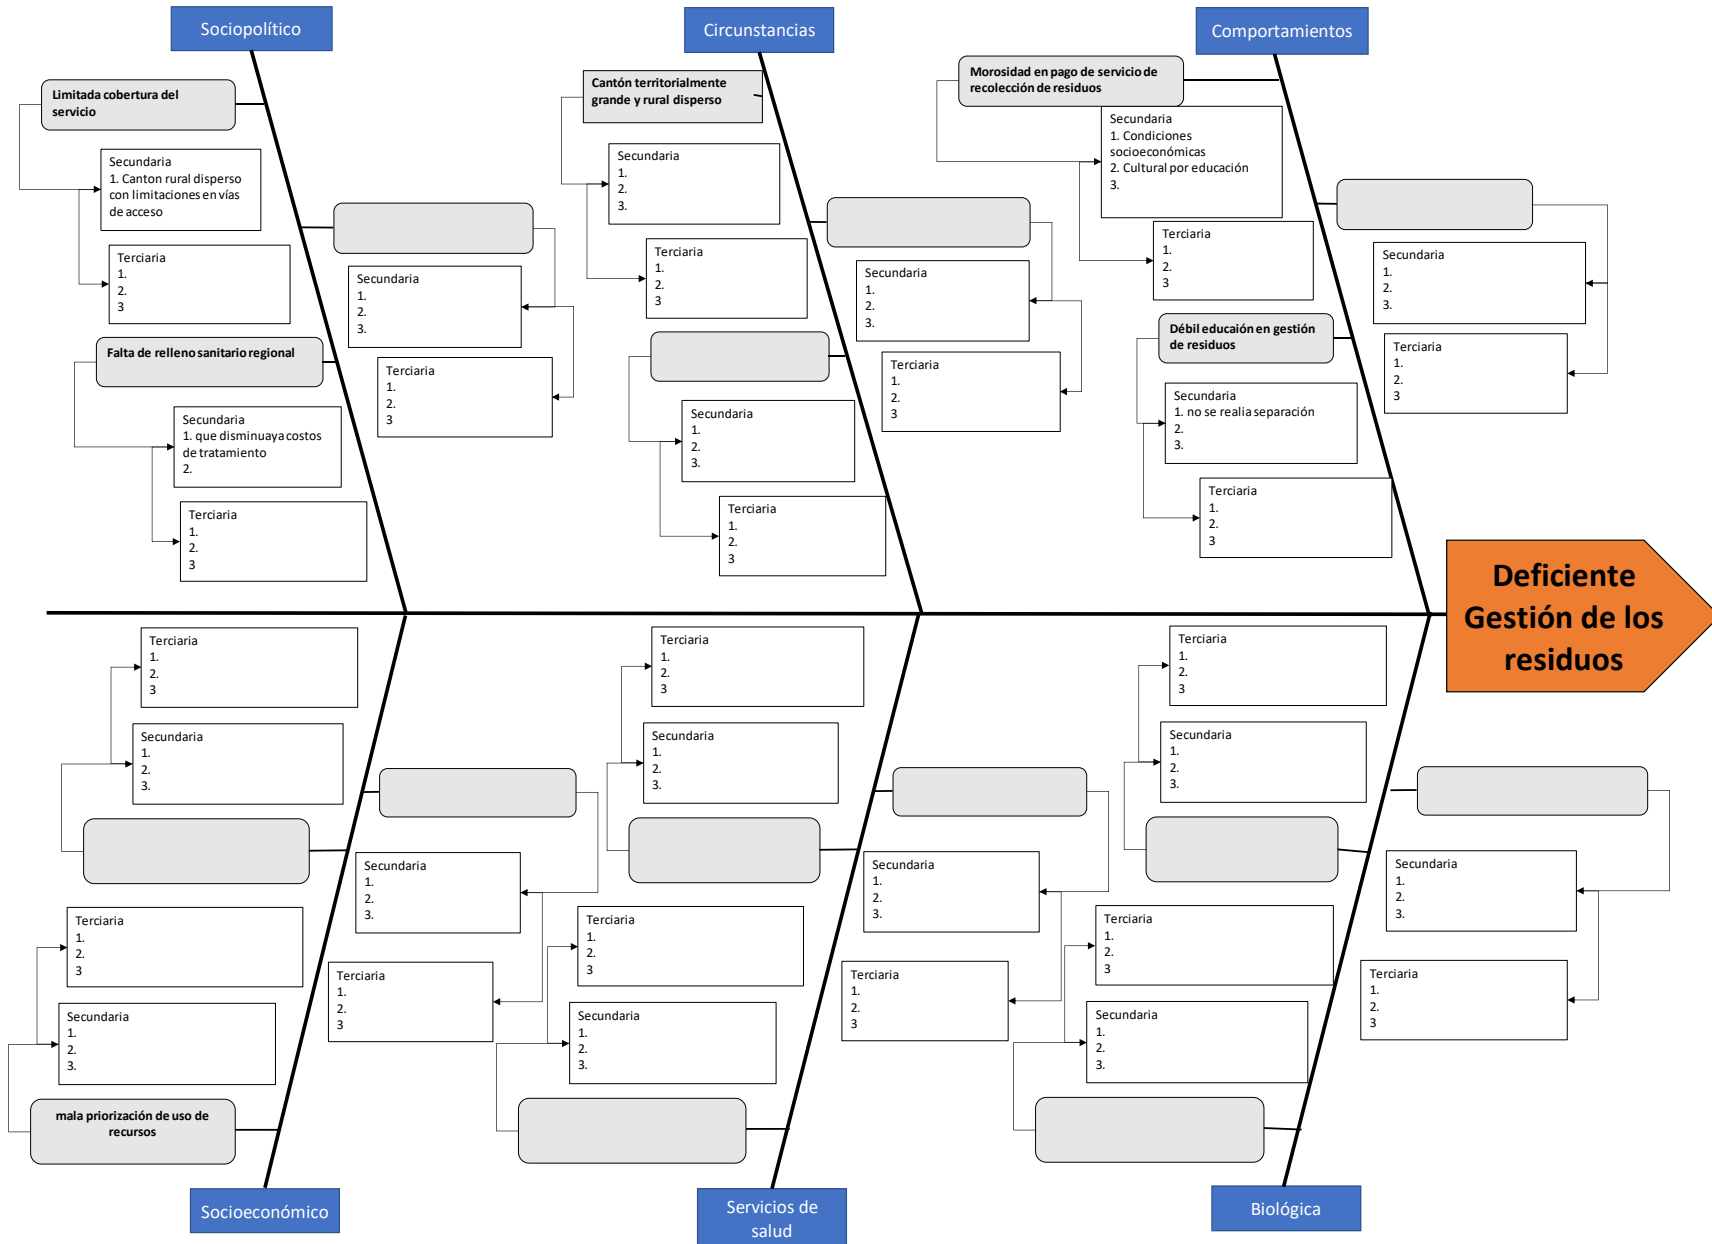 Sociopolítico
Limitada cobertura del
servicio
Secundaria
1. Canton rural disperso
con limitaciones en vías
de acceso
Terciaria
1.
2.
3
Secundaria
1.
2.
3.
Terciaria
1.
2.
3
Falta de relleno sanitario regional
Secundaria
1. que disminuaya costos
de tratamiento
2.
Terciaria
1.
2.
3
Circunstancias
Cantón territorialmente
grande y rural disperso
Secundaria
1.
2.
3.
Terciaria
1.
2.
3
Secundaria
1.
2.
3.
Terciaria
1.
2.
3
Secundaria
1.
2.
3.
Terciaria
1.
2.
3
Comportamientos
Morosidad en pago de servicio de
recolección de residuos
Secundaria
1. Condiciones
socioeconómicas
2. Cultural por educación
3.
Terciaria
1.
2.
3
Secundaria
1.
2.
3.
Terciaria
1.
2.
3
Débil educaión en gestión
de residuos
Secundaria
1. no se realia separación
2.
3.
Terciaria
1.
2.
3
Deficiente
Gestión de los
residuos
Terciaria
1.
2.
3
Secundaria
1.
2.
3.
Secundaria
1.
2.
3.
Terciaria
1.
2.
3
Terciaria
1.
2.
3
Secundaria
1.
2.
3.
mala priorización de uso de
recursos
Socioeconómico
Terciaria
1.
2.
3
Secundaria
1.
2.
3.
Secundaria
1.
2.
3.
Terciaria
1.
2.
3
Terciaria
1.
2.
3
Secundaria
1.
2.
3.
Servicios de
salud
Terciaria
1.
2.
3
Secundaria
1.
2.
3.
Secundaria
1.
2.
3.
Terciaria
1.
2.
3
Terciaria
1.
2.
3
Secundaria
1.
2.
3.
Biológica